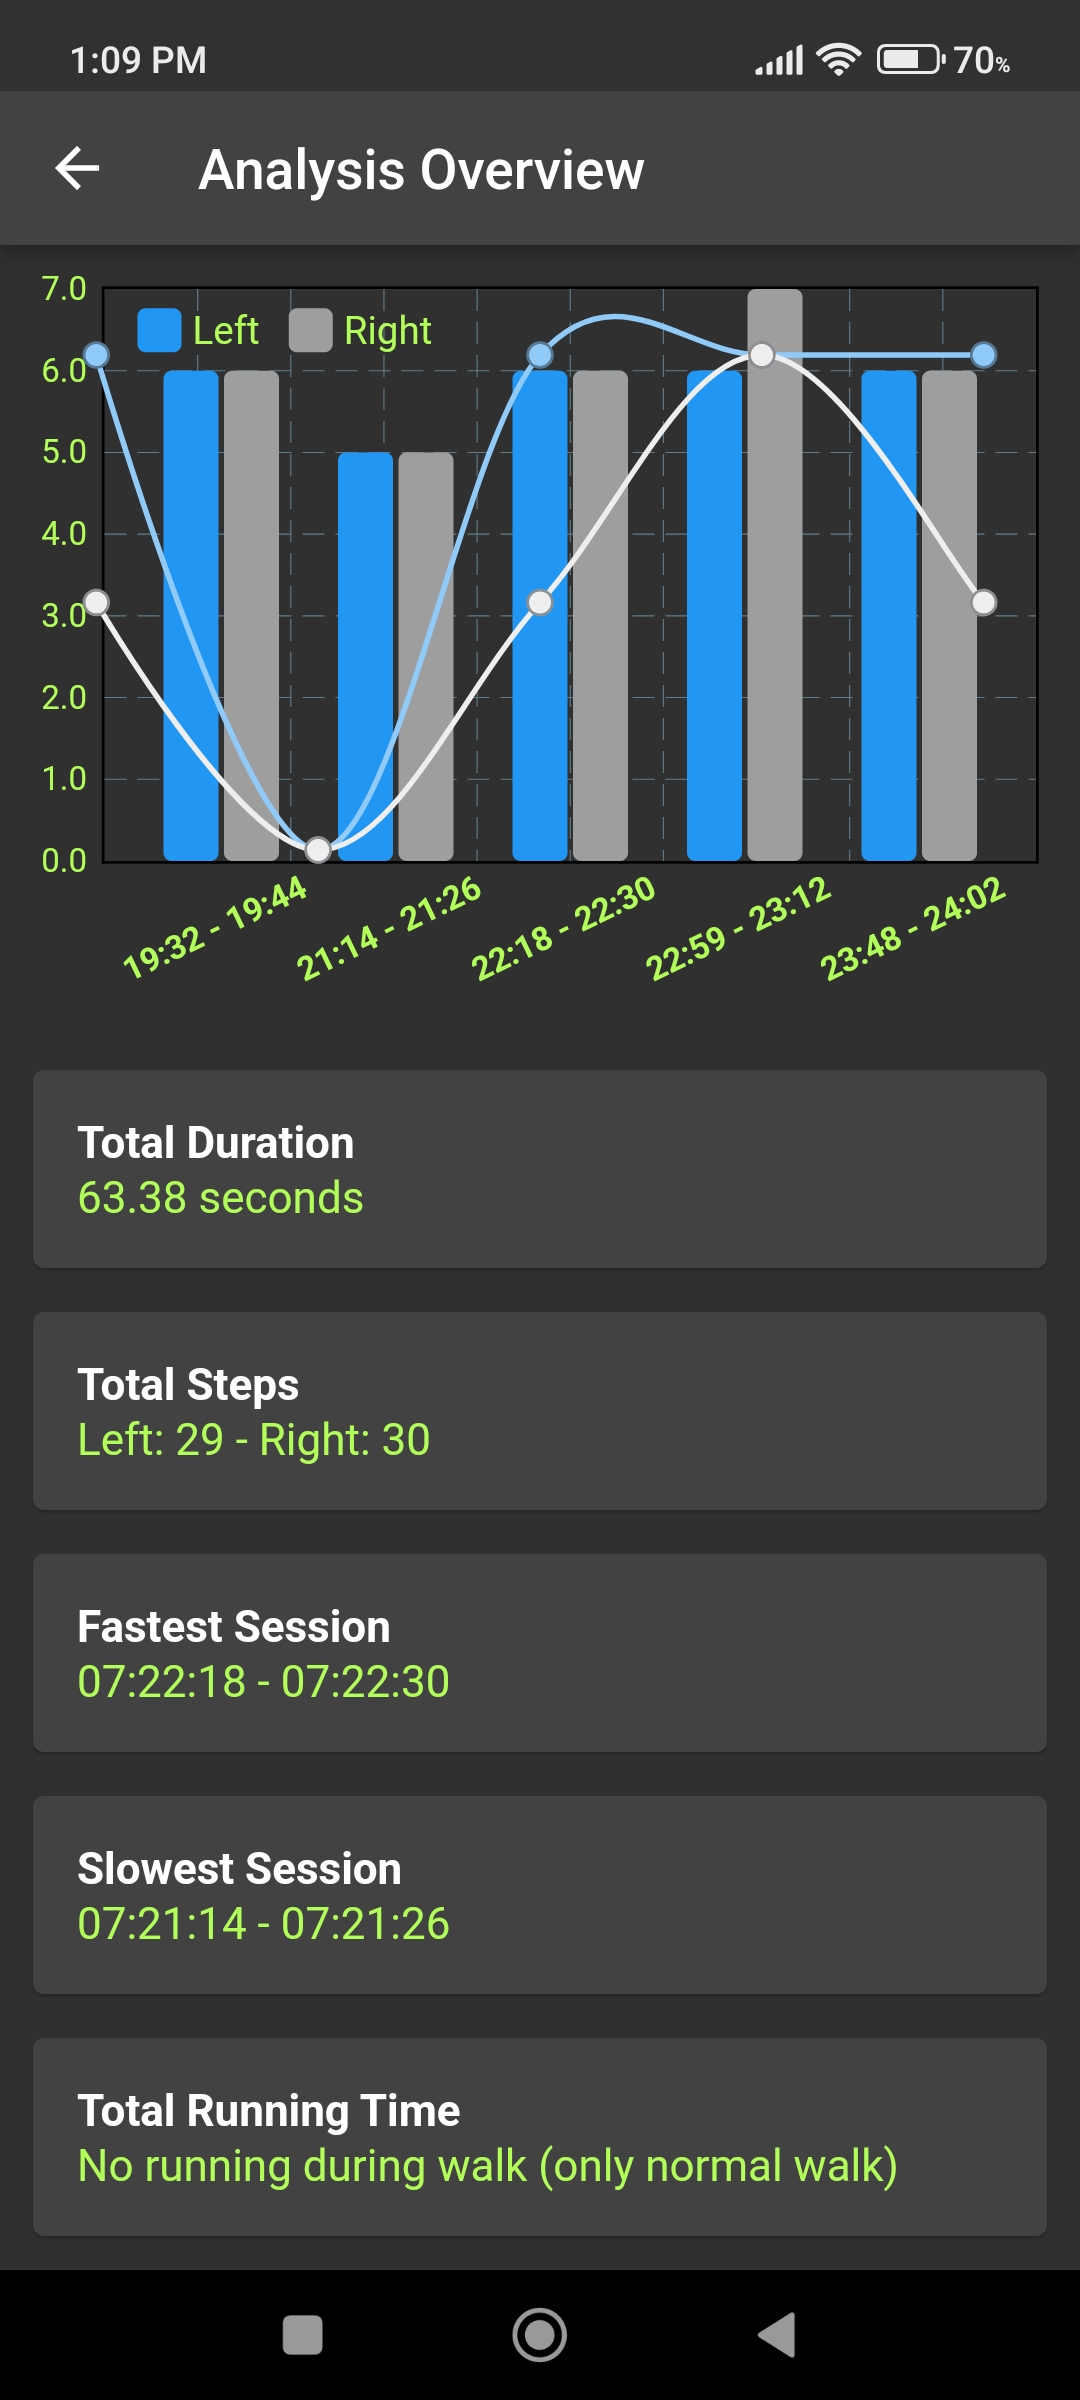 1:09 PM
70%
Analysis Overview
7.0
Left Right
6.0
5.0
4.0
3.0
2.0
1.0
0.0
19:32 - 19:44
21:14 - 21:26
22:18 - 22:30
22:59 - 23:12
23:48 - 24:02
Total Duration
63.38 seconds
Total Steps
Left: 29 - Right: 30
Fastest Session
07:22:18 - 07:22:30
Slowest Session
07:21:14 - 07:21:26
Total Running Time
No running during walk (only normal walk)